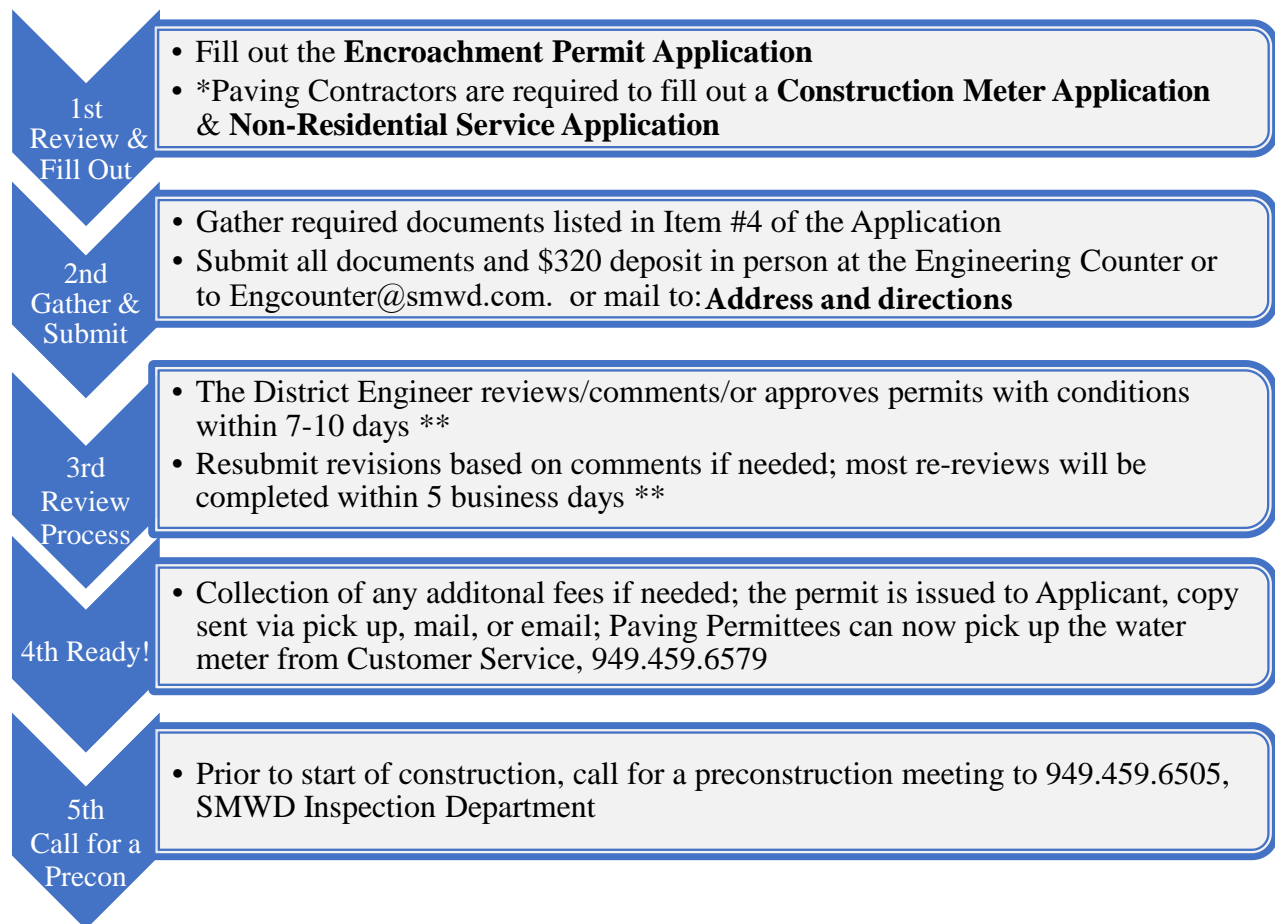 1st
Review &
Fill Out
• Fill out the Encroachment Permit Application
• *Paving Contractors are required to fill out a Construction Meter Application
& Non-Residential Service Application
2nd
Gather &
Submit
• Gather required documents listed in Item #4 of the Application
• Submit all documents and $320 deposit in person at the Engineering Counter or
to Engcounter@smwd.com. or mail to: Address and directions
3rd
Review
Process
• The District Engineer reviews/comments/or approves permits with conditions
within 7-10 days **
• Resubmit revisions based on comments if needed; most re-reviews will be
completed within 5 business days **
4th Ready!
• Collection of any additonal fees if needed; the permit is issued to Applicant, copy
sent via pick up, mail, or email; Paving Permittees can now pick up the water
meter from Customer Service, 949.459.6579
5th
Call for a
Precon
• Prior to start of construction, call for a preconstruction meeting to 949.459.6505,
SMWD Inspection Department